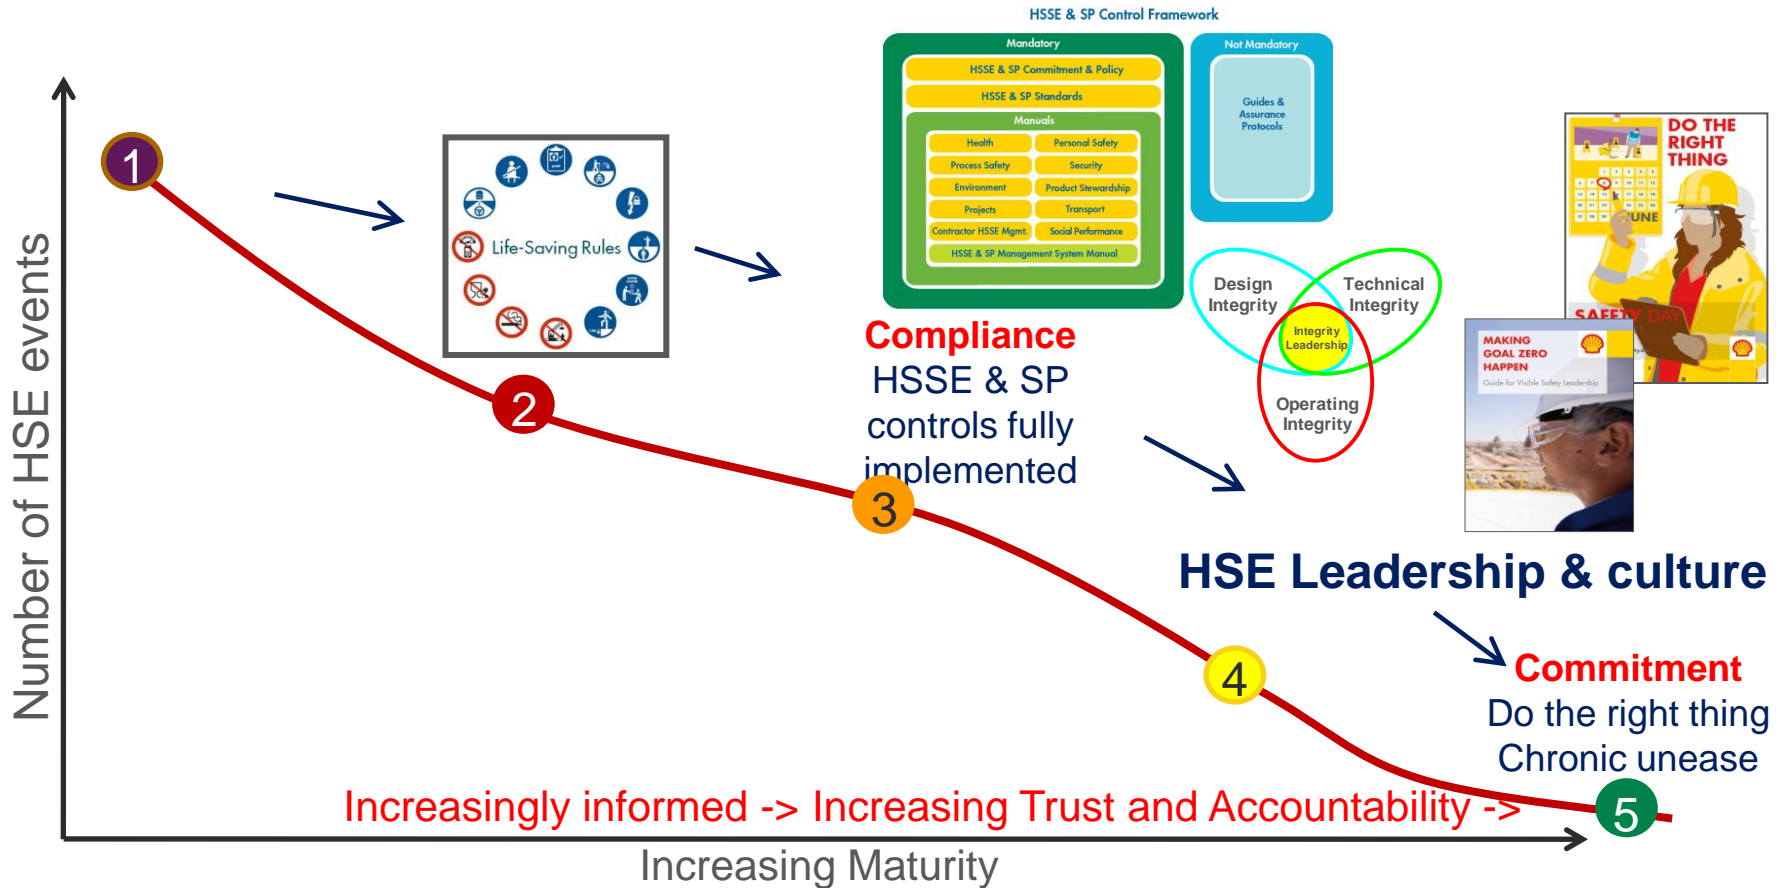 HSSE & SP Control Framework
Mandatory
HSSE & SP Commitment & Policy
HSSE & SP Standards
Manuals
Health
Personal Safety
Process Safety
Security
Environment
Product Stewardship
Projects
Transport
Contractor HSSE Mgmt.
Social Performance
HSSE & SP Management System Manual
Not Mandatory
Guides &
Assurance
Protocols
Number of HSE events
1
Life-Saving Rules
2
Compliance
HSSE & SP
controls fully
implemented
3
Design
Integrity
Technical
Integrity
Integrity
Leadership
Operating
Integrity
DO THE
RIGHT
THING
JUNE
SAFETY DAY
MAKING
GOAL ZERO
HAPPEN
Guide for Visible Safety Leadership
HSE Leadership & culture
4
Commitment
Do the right thing
Chronic unease
Increasingly informed -> Increasing Trust and Accountability ->
5
Increasing Maturity